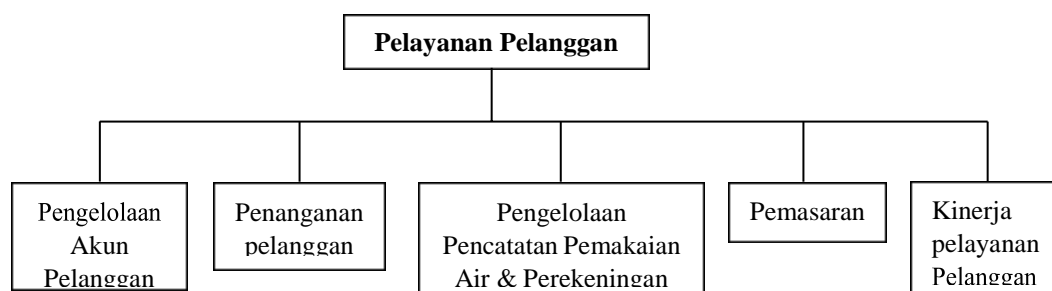 Pelayanan Pelanggan
Pengelolaan
Akun
Pelanggan
Penanganan
pelanggan
Pengelolaan
Pencatatan Pemakaian
Air & Perekeningan
Pemasaran
Kinerja
pelayanan
Pelanggan